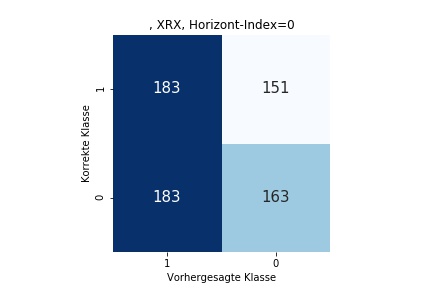 , XRX, Horizont-Index=0
Korrekte Klasse
1
183
151
0
183
163
1
0
Vorhergesagte Klasse